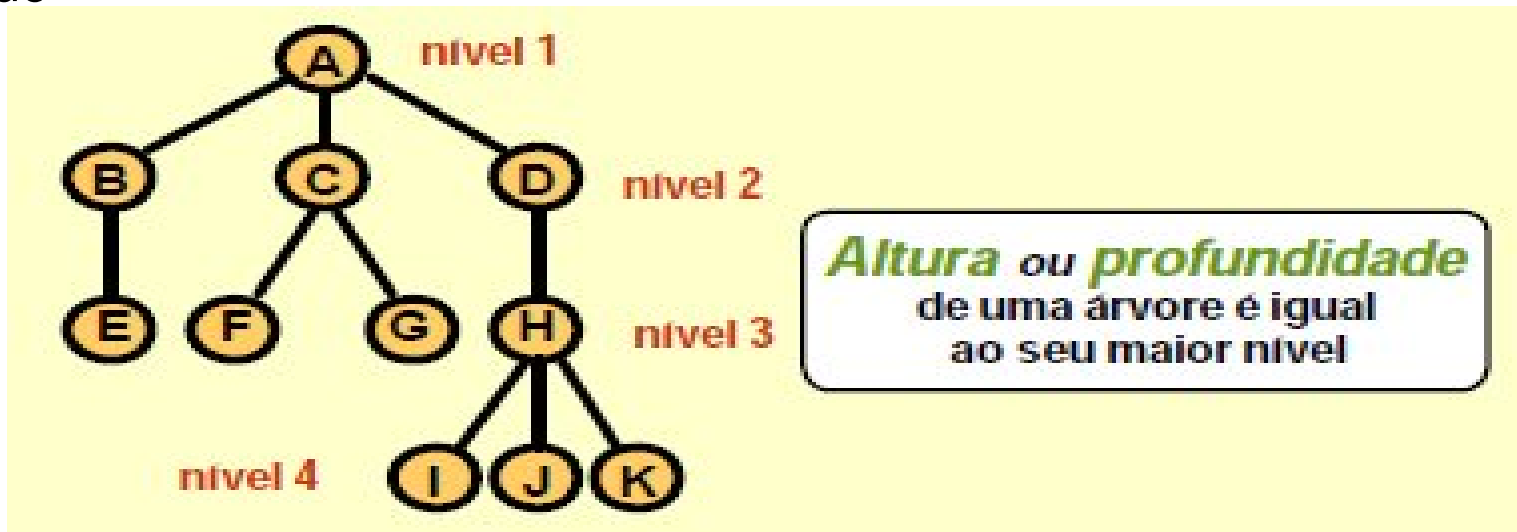 A nível 1
B C D nível 2
Altura ou profundidade
de uma árvore é igual
ao seu maior nível
E F G H nível 3
nível 4 I J K